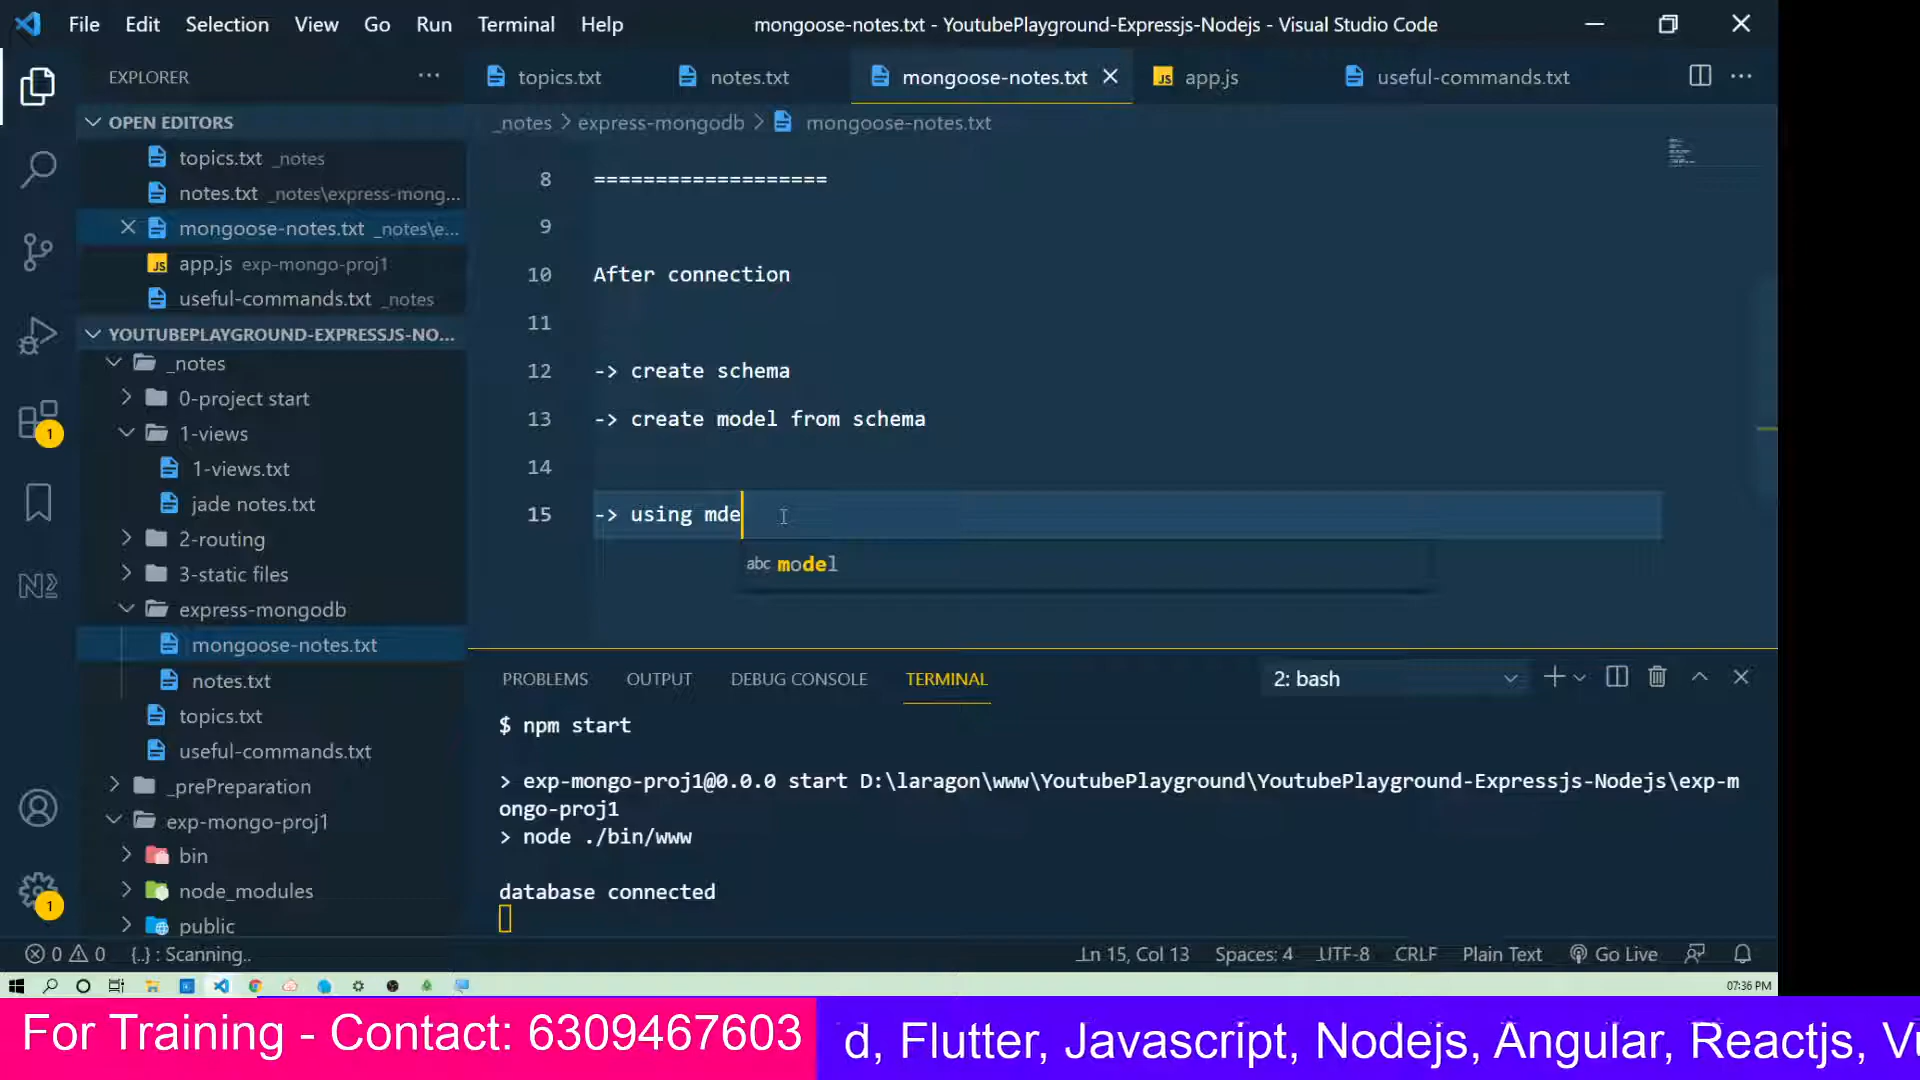 File Edit Selection View Go Run Terminal Help mongoose-notes.txt - YoutubePlayground-Expressjs-Nodejs - Visual Studio Code
EXPLORER ··· topics.txt notes.txt mongoose-notes.txt JS app.js useful-commands.txt ···
OPEN EDITORS
topics.txt _notes
notes.txt _notes\express-mong...
mongoose-notes.txt _notes\e...
JS app.js exp-mongo-proj1
useful-commands.txt _notes
YOUTUBEPLAYGROUND-EXPRESSJS-NO...
_notes
0-project start
1-views
1-views.txt
jade notes.txt
2-routing
3-static files
express-mongodb
mongoose-notes.txt
notes.txt
topics.txt
useful-commands.txt
_prePreparation
exp-mongo-proj1
bin
node_modules
public
1
1
_notes > express-mongodb > mongoose-notes.txt
8 ===================
9
10 After connection
11
12 -> create schema
13 -> create model from schema
14
15 -> using mde
abc model
PROBLEMS OUTPUT DEBUG CONSOLE TERMINAL 2: bash
$ npm start
> exp-mongo-proj1@0.0.0 start D:\laragon\www\YoutubePlayground\YoutubePlayground-Expressjs-Nodejs\exp-m
ongo-proj1
> node ./bin/www
database connected
0 0 {..} : Scanning.. Ln 15, Col 13 Spaces: 4 UTF-8 CRLF Plain Text Go Live
07:36 PM
For Training - Contact: 6309467603 d, Flutter, Javascript, Nodejs, Angular, Reactjs, Vu